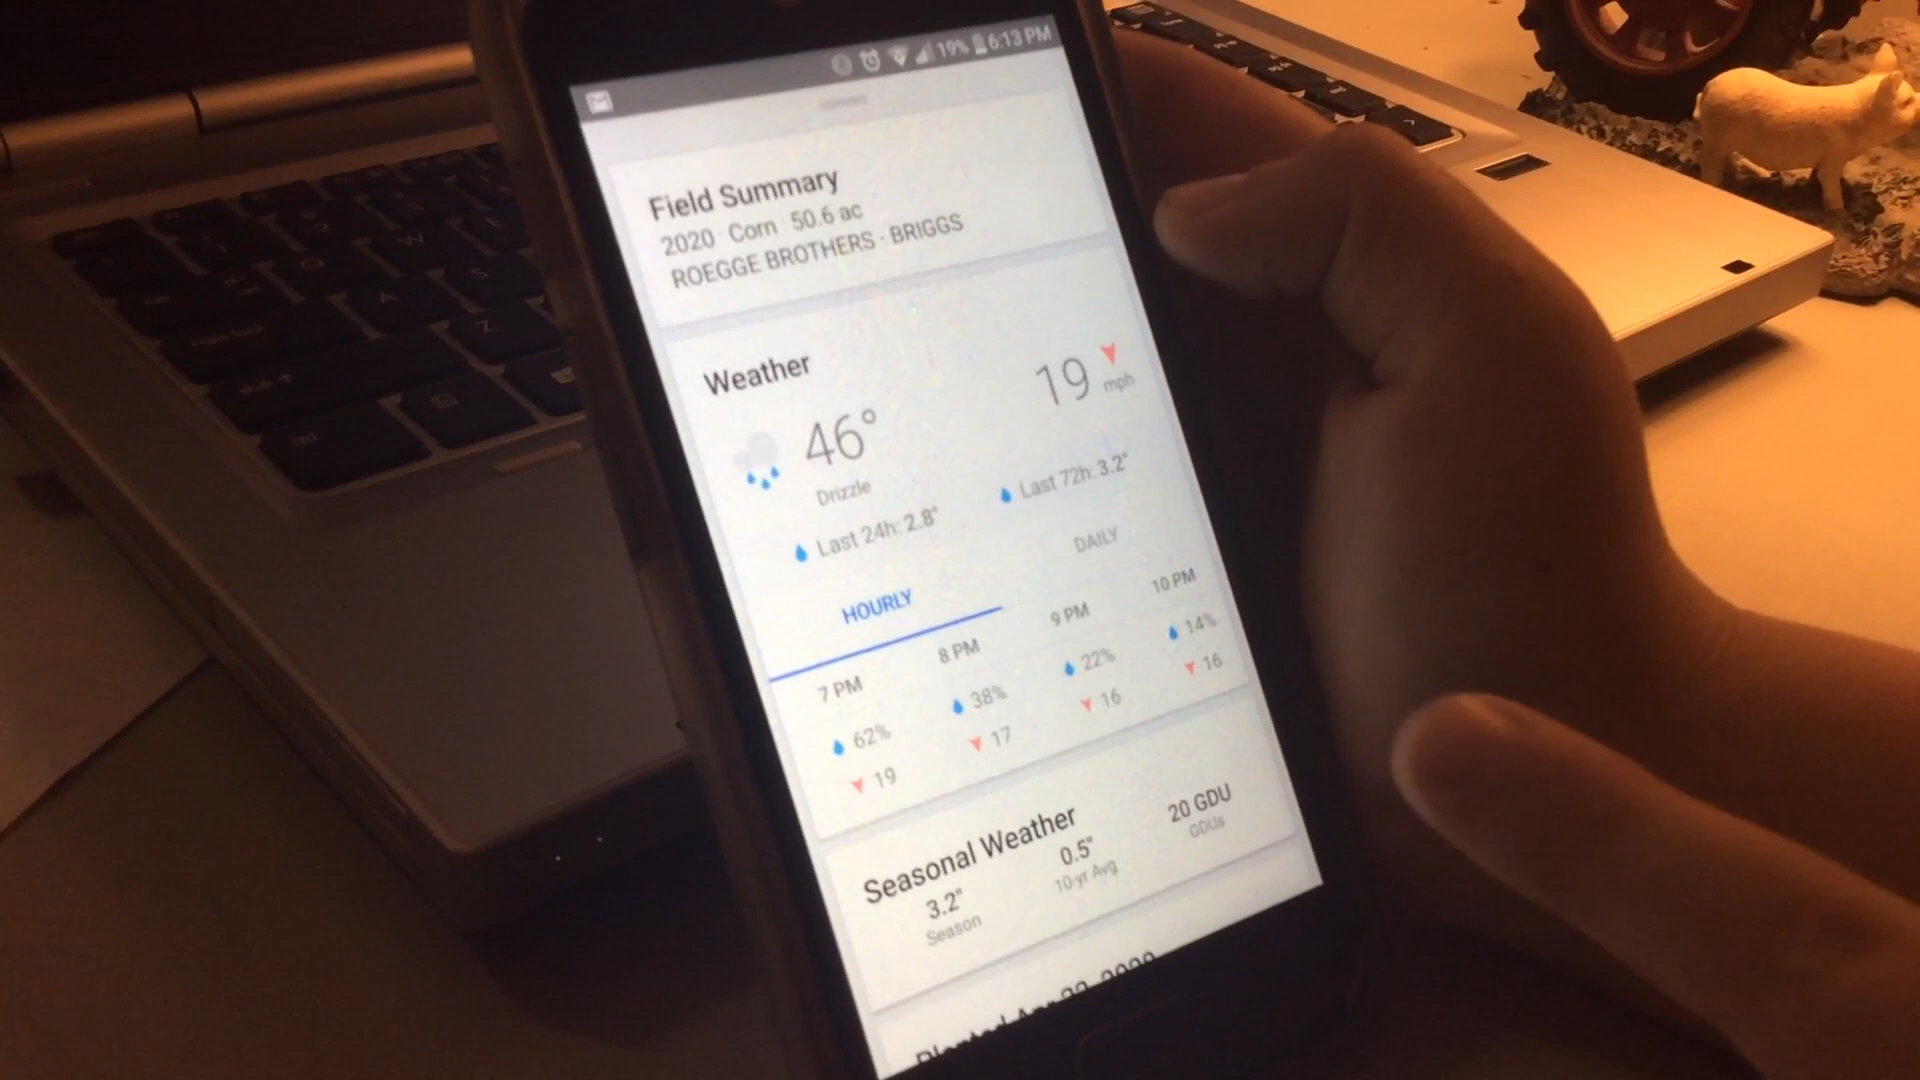 19% 6:13 PM
Field Summary
2020 · Corn 50.6 ac
ROEGGE BROTHERS · BRIGGS
Weather
46°
19 mph
Drizzle
Last 24h: 2.8"
Last 72h: 3.2"
HOURLY
DAILY
7 PM 8 PM 9 PM 10 PM
62% 38% 22% 14%
19 17 16 16
Seasonal Weather
3.2" 0.5" 20 GDU
Season 10-yr Avg GDUs
W
A
S
Z